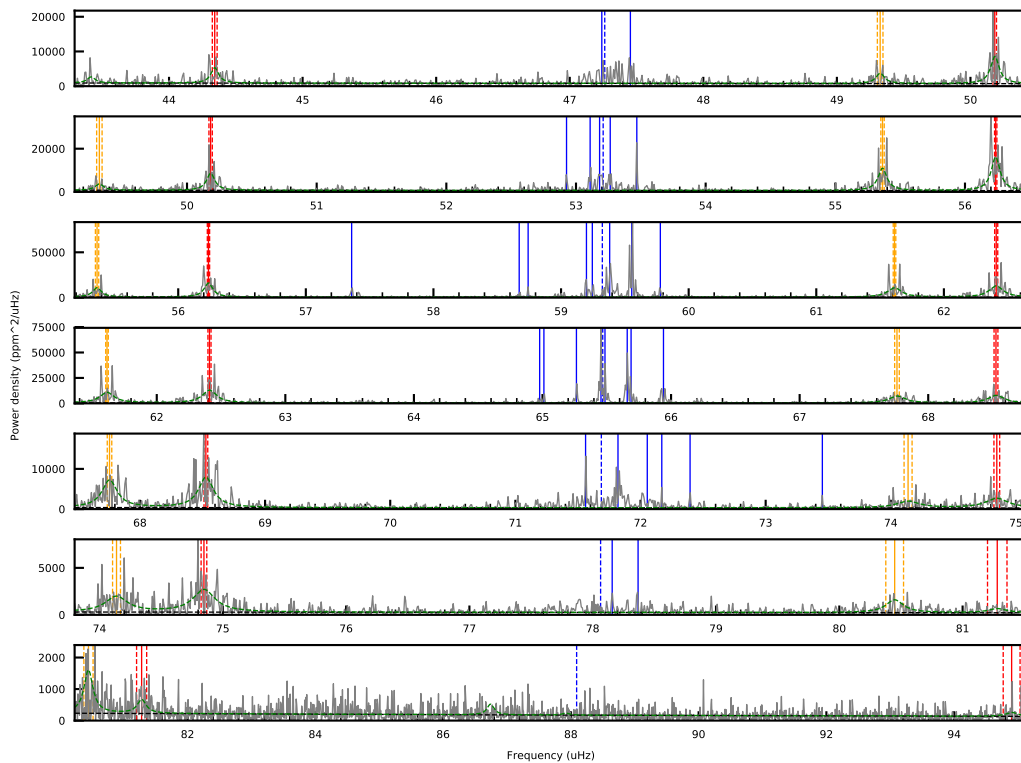 20000
10000
0
44 45 46 47 48 49 50
20000
0
50 51 52 53 54 55 56
50000
0
56 57 58 59 60 61 62
75000
50000
25000
0
62 63 64 65 66 67 68
10000
0
68 69 70 71 72 73 74 75
5000
0
74 75 76 77 78 79 80 81
2000
1000
0
82 84 86 88 90 92 94
Power density (ppm^2/uHz)
Frequency (uHz)